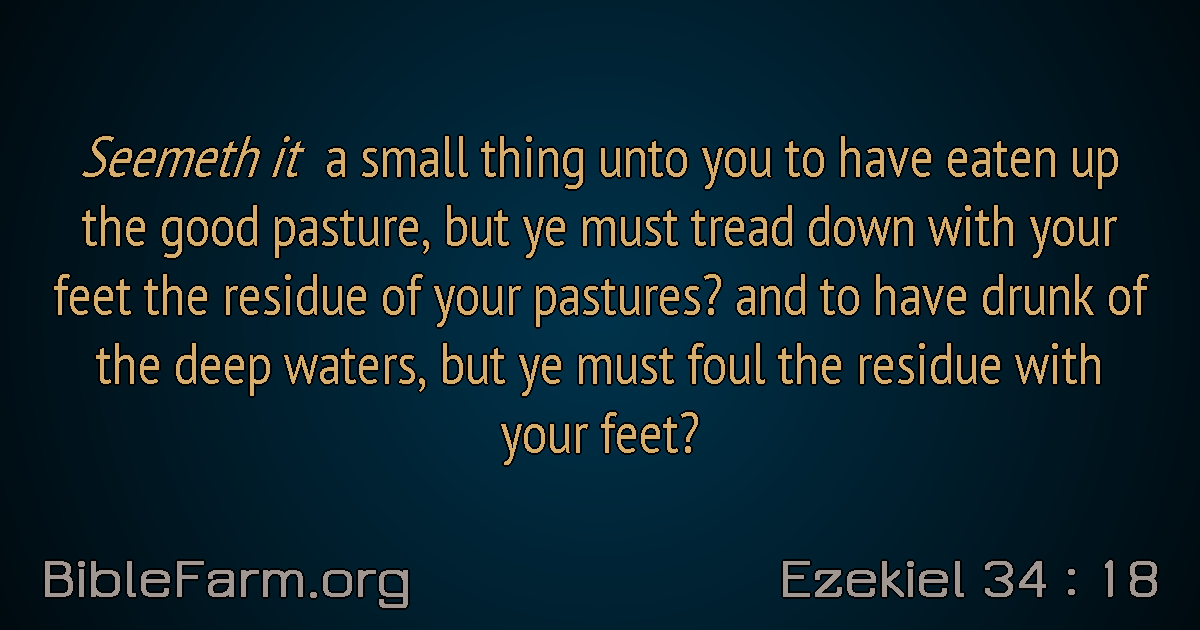 Seemeth it a small thing unto you to have eaten up
the good pasture, but ye must tread down with your
feet the residue of your pastures? and to have drunk of
the deep waters, but ye must foul the residue with
your feet?
BibleFarm.org
Ezekiel 34 : 18